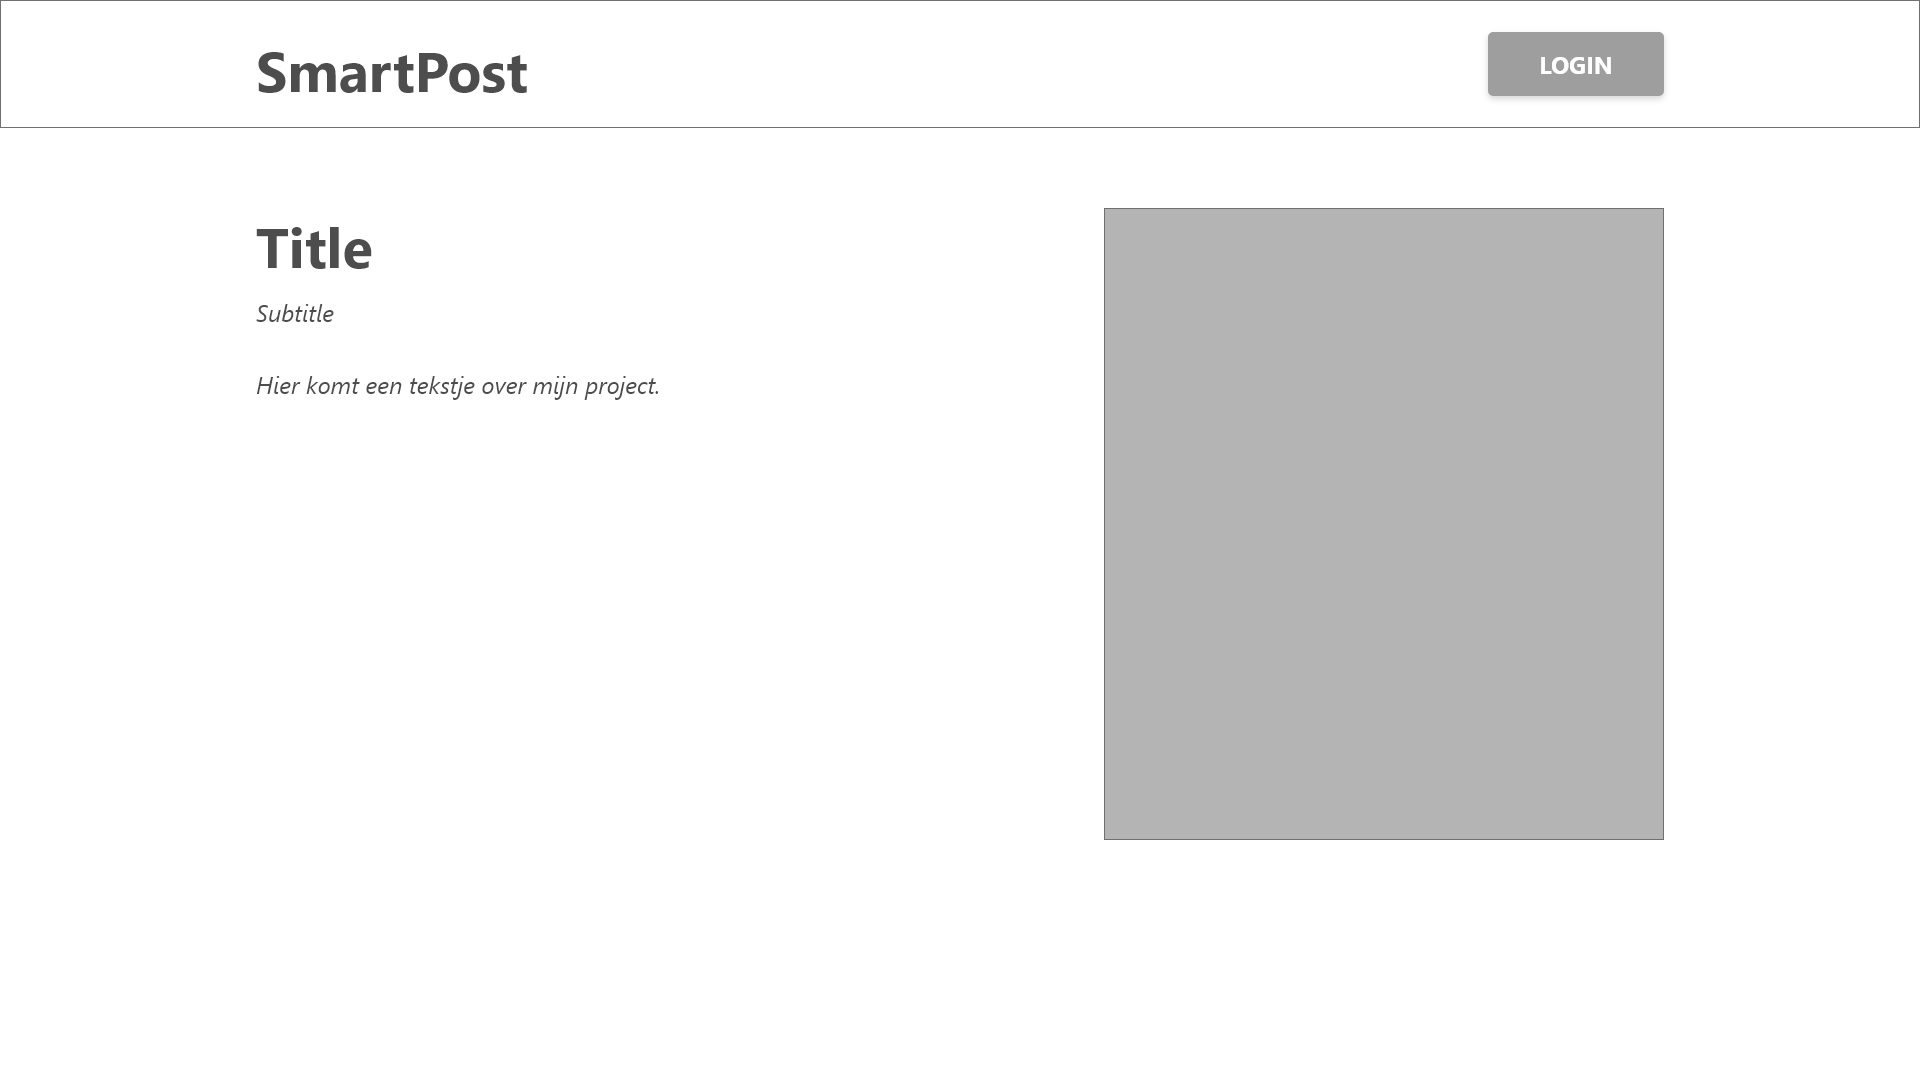 SmartPost
LOGIN
Title
Subtitle
Hier komt een tekstje over mijn project.